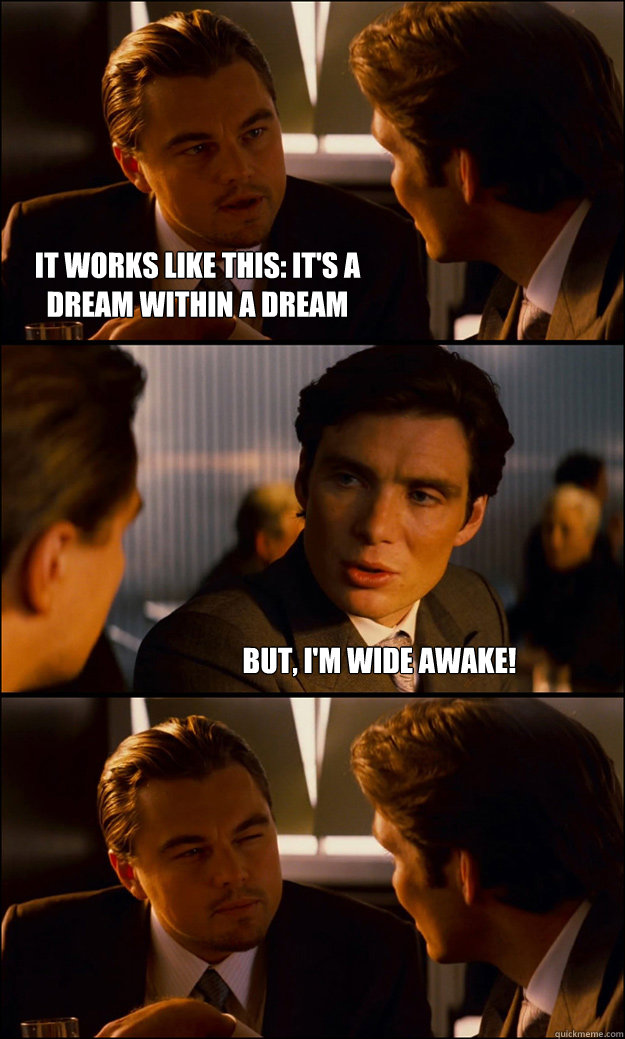 IT WORKS LIKE THIS: IT'S A
DREAM WITHIN A DREAM
BUT, I'M WIDE AWAKE!
quickmeme.com